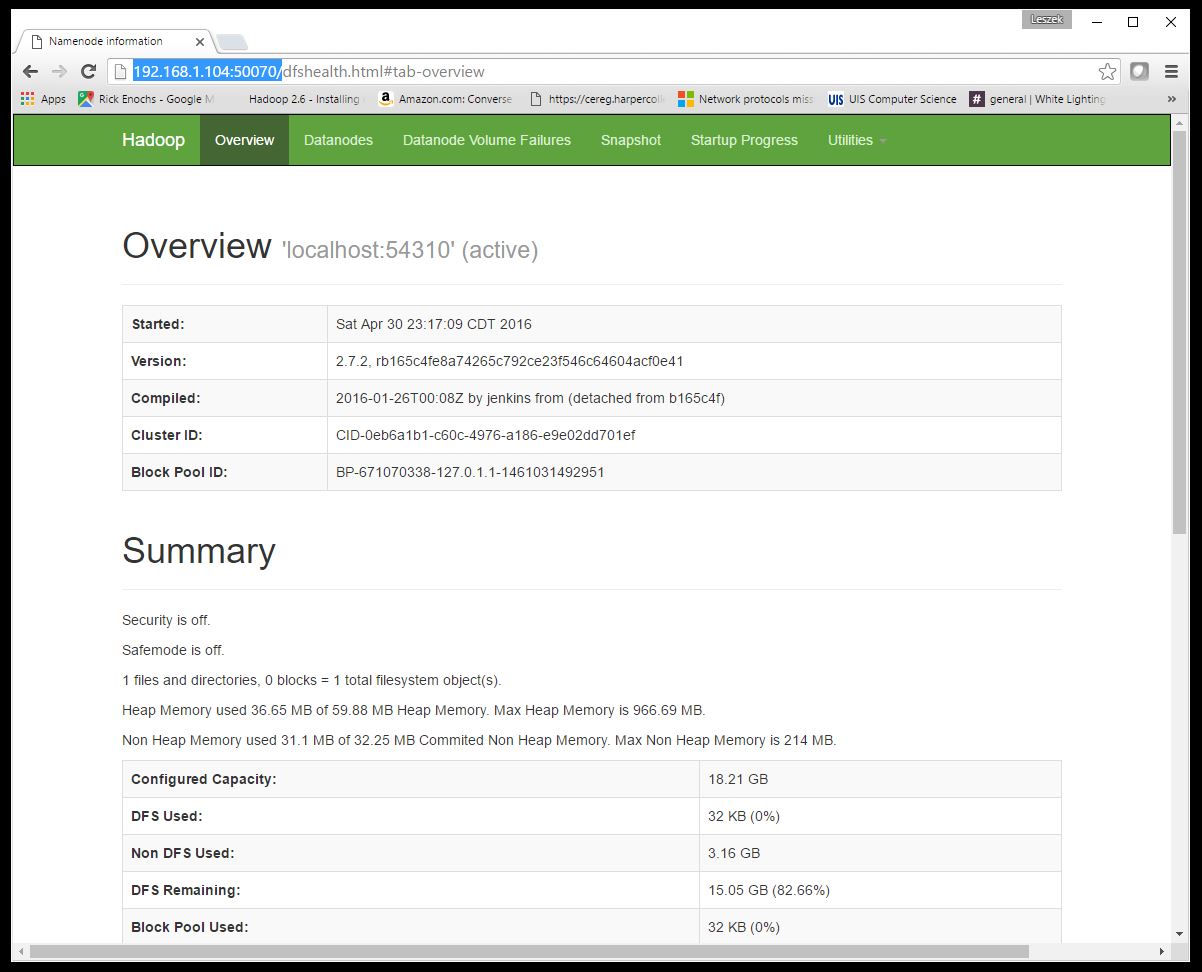 Leszek
Namenode information
192.168.1.104:50070/dfshealth.html#tab-overview
Apps Rick Enochs - Google M Hadoop 2.6 - Installing Amazon.com: Converse https://cereg.harpercoll Network protocols miss UIS UIS Computer Science # general | White Lighting »
Hadoop Overview Datanodes Datanode Volume Failures Snapshot Startup Progress Utilities
Overview 'localhost:54310' (active)
Started: Sat Apr 30 23:17:09 CDT 2016
Version: 2.7.2, rb165c4fe8a74265c792ce23f546c64604acf0e41
Compiled: 2016-01-26T00:08Z by jenkins from (detached from b165c4f)
Cluster ID: CID-0eb6a1b1-c60c-4976-a186-e9e02dd701ef
Block Pool ID: BP-671070338-127.0.1.1-1461031492951
Summary
Security is off.
Safemode is off.
1 files and directories, 0 blocks = 1 total filesystem object(s).
Heap Memory used 36.65 MB of 59.88 MB Heap Memory. Max Heap Memory is 966.69 MB.
Non Heap Memory used 31.1 MB of 32.25 MB Commited Non Heap Memory. Max Non Heap Memory is 214 MB.
Configured Capacity: 18.21 GB
DFS Used: 32 KB (0%)
Non DFS Used: 3.16 GB
DFS Remaining: 15.05 GB (82.66%)
Block Pool Used: 32 KB (0%)